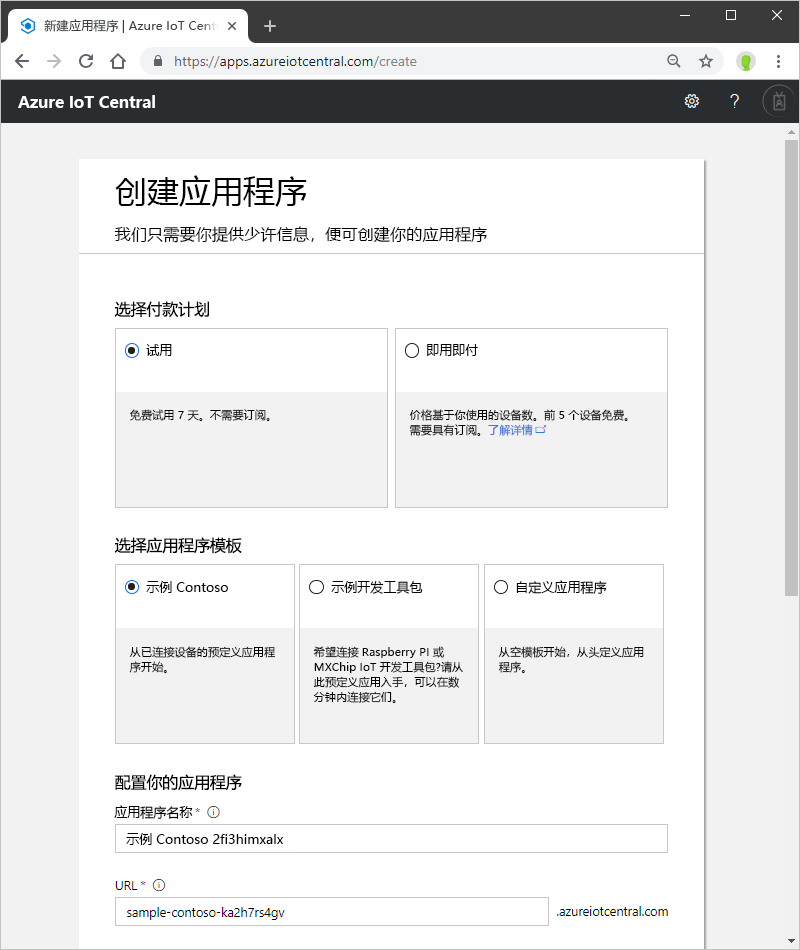 新建应用程序 | Azure IoT Cent
https://apps.azureiotcentral.com/create
Azure IoT Central
?
创建应用程序
我们只需要你提供少许信息，便可创建你的应用程序
选择付款计划
试用
即用即付
免费试用 7 天。不需要订阅。
价格基于你使用的设备数。前 5 个设备免费。
需要具有订阅。了解详情
选择应用程序模板
示例 Contoso
示例开发工具包
自定义应用程序
从已连接设备的预定义应用程
序开始。
希望连接 Raspberry PI 或
MXChip IoT 开发工具包?请从
此预定义应用入手，可以在数
分钟内连接它们。
从空模板开始，从头定义应用
程序。
配置你的应用程序
应用程序名称 *
示例 Contoso 2fi3himxalx
URL *
sample-contoso-ka2h7rs4gv
.azureiotcentral.com